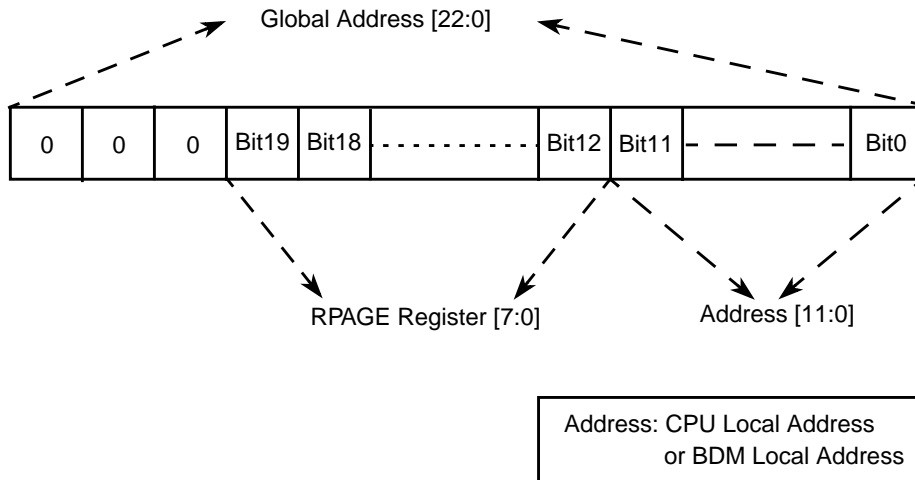 Global Address [22:0]
0 0 0 Bit19 Bit18 Bit12 Bit11 Bit0
RPAGE Register [7:0] Address [11:0]
Address: CPU Local Address
or BDM Local Address